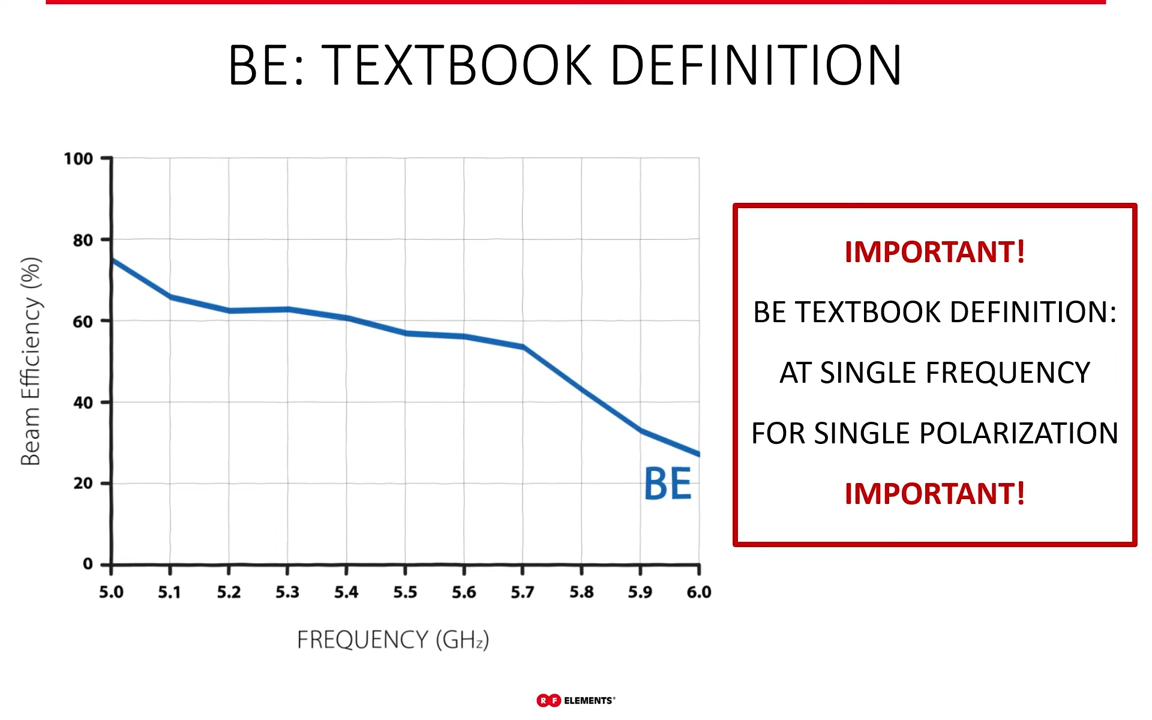 BE: TEXTBOOK DEFINITION
100
80
60
40
20
0
Beam Efficiency (%)
BE
5.0 5.1 5.2 5.3 5.4 5.5 5.6 5.7 5.8 5.9 6.0
FREQUENCY (GHz)
IMPORTANT!
BE TEXTBOOK DEFINITION:
AT SINGLE FREQUENCY
FOR SINGLE POLARIZATION
IMPORTANT!
RF ELEMENTS